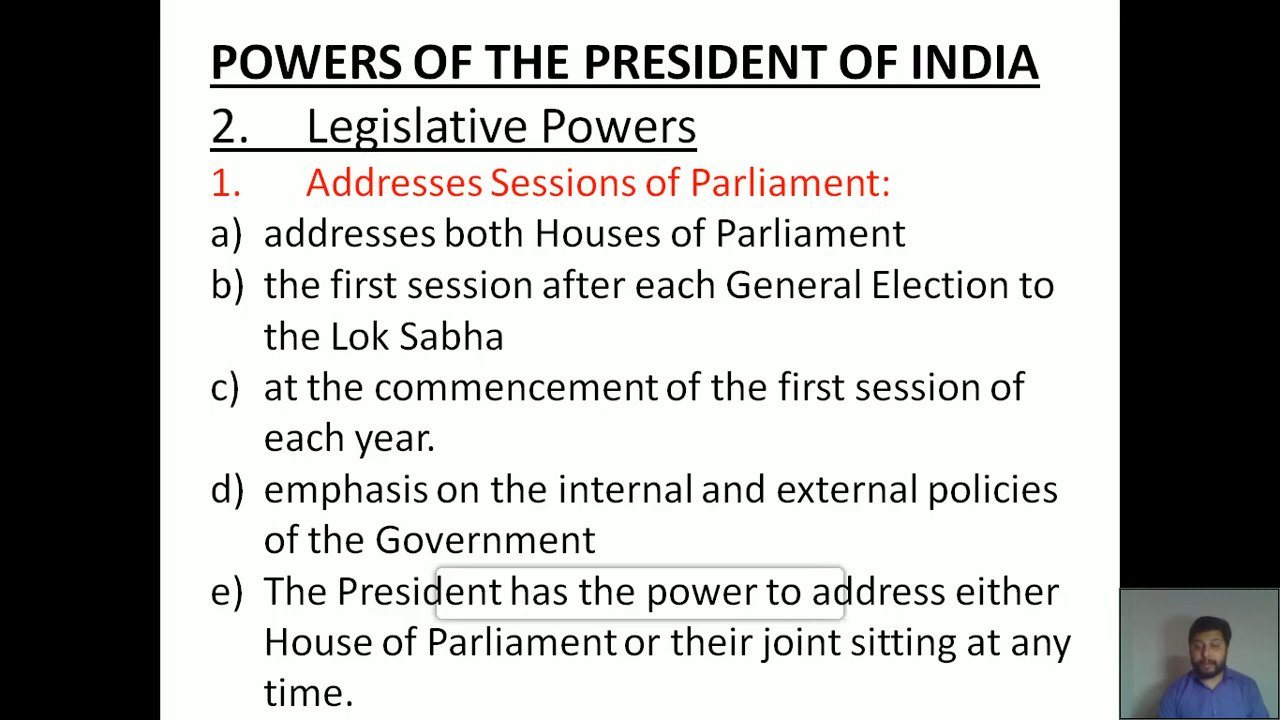 POWERS OF THE PRESIDENT OF INDIA
2. Legislative Powers
1. Addresses Sessions of Parliament:
a) addresses both Houses of Parliament
b) the first session after each General Election to
the Lok Sabha
c) at the commencement of the first session of
each year.
d) emphasis on the internal and external policies
of the Government
e) The President has the power to address either
House of Parliament or their joint sitting at any
time.